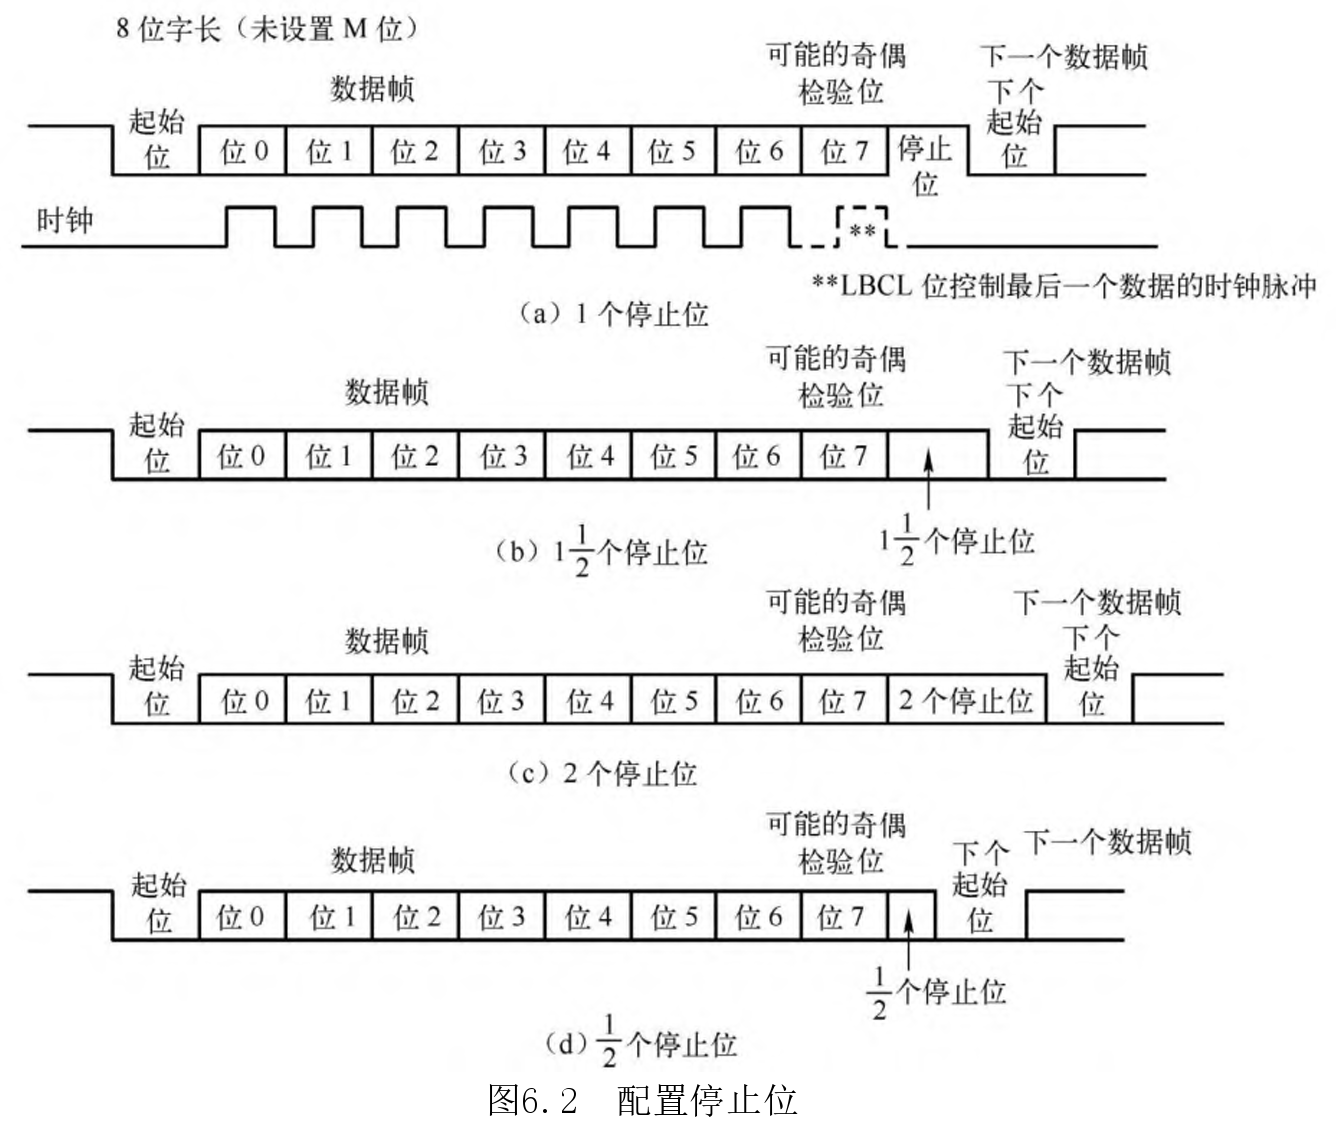 8 位字长（未设置 M 位）
可能的奇偶 下一个数据帧
数据帧 检验位 下个
起始 起始
位 位 0 位 1 位 2 位 3 位 4 位 5 位 6 位 7 停止 位
位
时钟
**
**LBCL 位控制最后一个数据的时钟脉冲
（a）1 个停止位
可能的奇偶 下一个数据帧
数据帧 检验位 下个
起始 起始
位 位 0 位 1 位 2 位 3 位 4 位 5 位 6 位 7 位
1 1/2 个停止位
（b）1 1/2 个停止位
可能的奇偶 下一个数据帧
数据帧 检验位 下个
起始 起始
位 位 0 位 1 位 2 位 3 位 4 位 5 位 6 位 7 2 个停止位 位
（c）2 个停止位
可能的奇偶 下一个数据帧
数据帧 检验位 下个
起始 起始
位 位 0 位 1 位 2 位 3 位 4 位 5 位 6 位 7 位
1/2 个停止位
（d）1/2 个停止位
图6.2 配置停止位